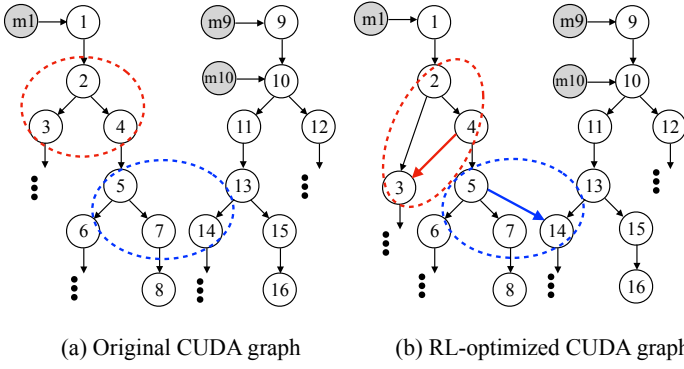 m1 1 m9 9 m1 1 m9 9
2 m10 10 2 m10 10
3 4 11 12 4 11 12
5 13 3 5 13
6 7 14 15 6 7 14 15
8 16 8 16
(a) Original CUDA graph (b) RL-optimized CUDA graph